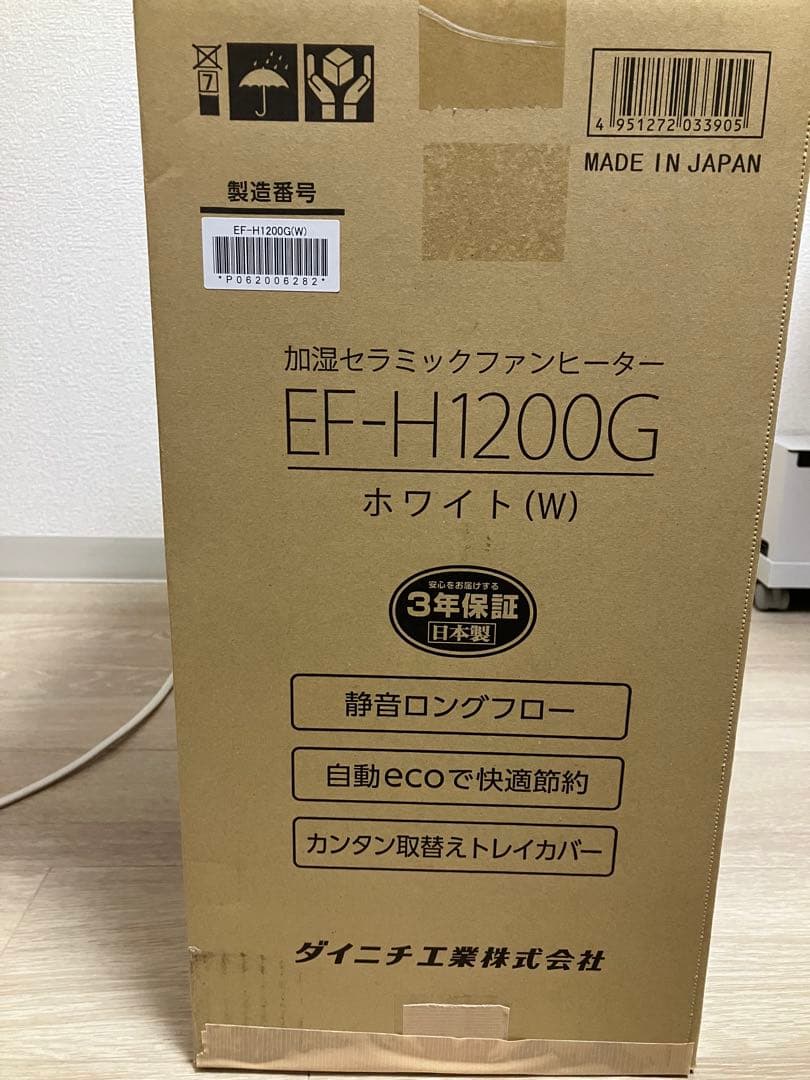 7
4 951272 033905
MADE IN JAPAN
製造番号
EF-H1200G(W)
*P062006282*
加湿セラミックファンヒーター
EF-H1200G
ホワイト(W)
安心をお届けする
3年保証
日本製
静音ロングフロー
自動ecoで快適節約
カンタン取替えトレイカバー
ダイニチ工業株式会社